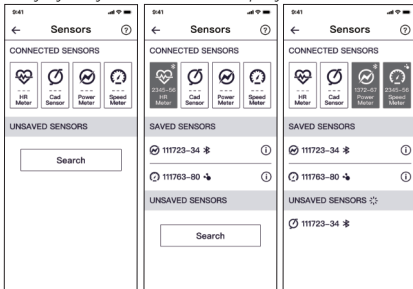 9:41
Sensors
CONNECTED SENSORS
--- --- --- ---
HR Meter
Cad Sensor
Power Meter
Speed Meter
UNSAVED SENSORS
Search
9:41
Sensors
CONNECTED SENSORS
2345-56
HR Meter
---
Cad Sensor
---
Power Meter
---
Speed Meter
SAVED SENSORS
111723-34
111763-80
UNSAVED SENSORS
Search
9:41
Sensors
CONNECTED SENSORS
---
HR Meter
---
Cad Sensor
1372-67
Power Meter
2345-56
Speed Meter
SAVED SENSORS
111723-34
111763-80
UNSAVED SENSORS
111723-34